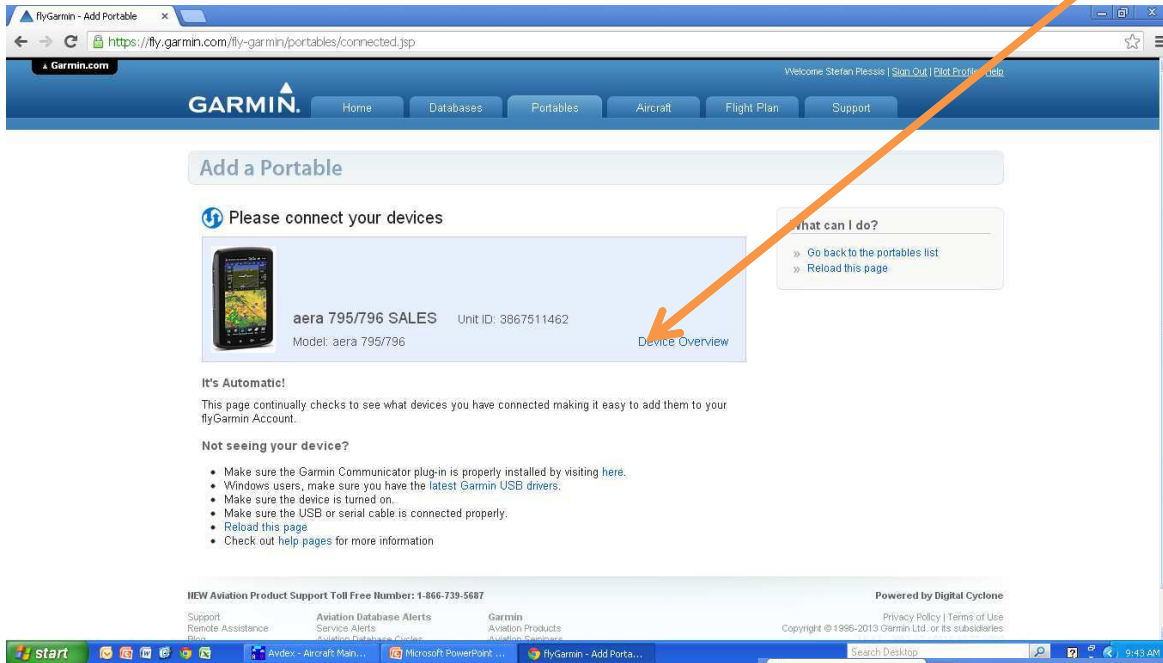 flyGarmin - Add Portable
https://fly.garmin.com/fly-garmin/portables/connected.jsp
Garmin.com
Welcome Stefan Plessis | Sign Out | Pilot Profile
GARMIN. Home Databases Portables Aircraft Flight Plan Support
Add a Portable
Please connect your devices
What can I do?
» Go back to the portables list
» Reload this page
aera 795/796 SALES Unit ID: 3867511462
Model: aera 795/796
Device Overview
It's Automatic!
This page continually checks to see what devices you have connected making it easy to add them to your
flyGarmin Account.
Not seeing your device?
• Make sure the Garmin Communicator plug-in is properly installed by visiting here.
• Windows users, make sure you have the latest Garmin USB drivers.
• Make sure the device is turned on.
• Make sure the USB or serial cable is connected properly.
• Reload this page
• Check out help pages for more information
NEW Aviation Product Support Toll Free Number: 1-866-739-5687
Powered by Digital Cyclone
Support Aviation Database Alerts Garmin Privacy Policy | Terms of Use
Remote Assistance Service Alerts Aviation Products Copyright © 1996-2013 Garmin Ltd. or its subsidiaries
Blog Aviation Database Cycles Aviation Seminars
start Avdex - Aircraft Main... Microsoft PowerPoint ... flyGarmin - Add Porta... Search Desktop 9:43 AM